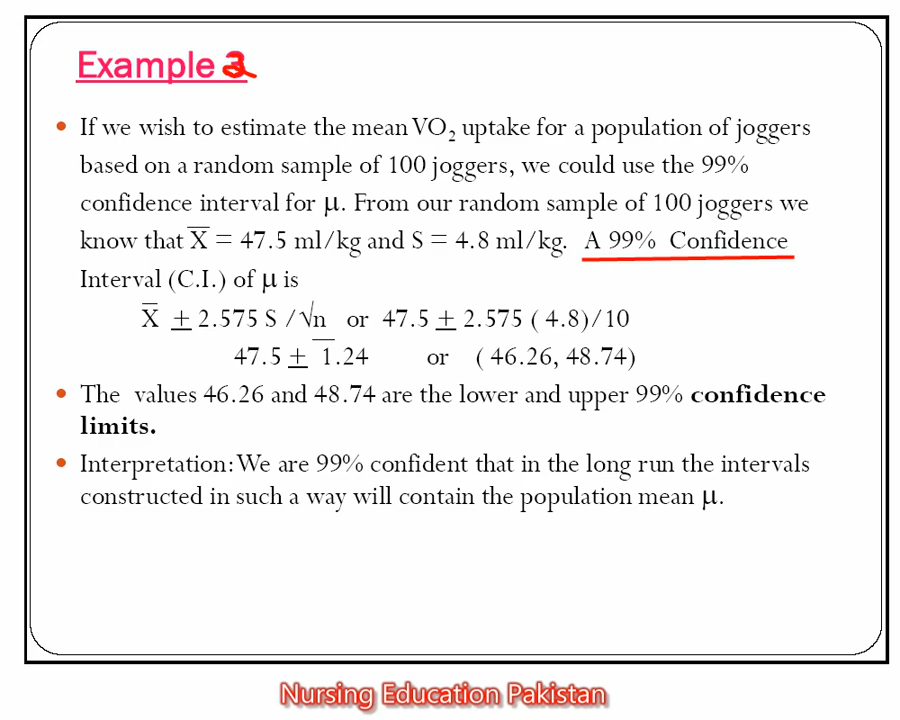 Example 3
• If we wish to estimate the mean VO₂ uptake for a population of joggers
based on a random sample of 100 joggers, we could use the 99%
confidence interval for μ. From our random sample of 100 joggers we
know that X̅ = 47.5 ml/kg and S = 4.8 ml/kg. A 99% Confidence
Interval (C.I.) of μ is
X̅ ± 2.575 S /√n or 47.5 ± 2.575 ( 4.8)/10
47.5 ± 1.24 or ( 46.26, 48.74)
• The values 46.26 and 48.74 are the lower and upper 99% confidence
limits.
• Interpretation: We are 99% confident that in the long run the intervals
constructed in such a way will contain the population mean μ.
Nursing Education Pakistan